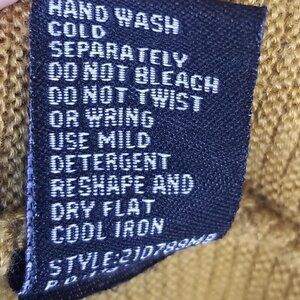 HAND WASH
COLD
SEPARATELY
DO NOT BLEACH
DO NOT TWIST
OR WRING
USE MILD
DETERGENT
RESHAPE AND
DRY FLAT
COOL IRON
STYLE:21D789MB